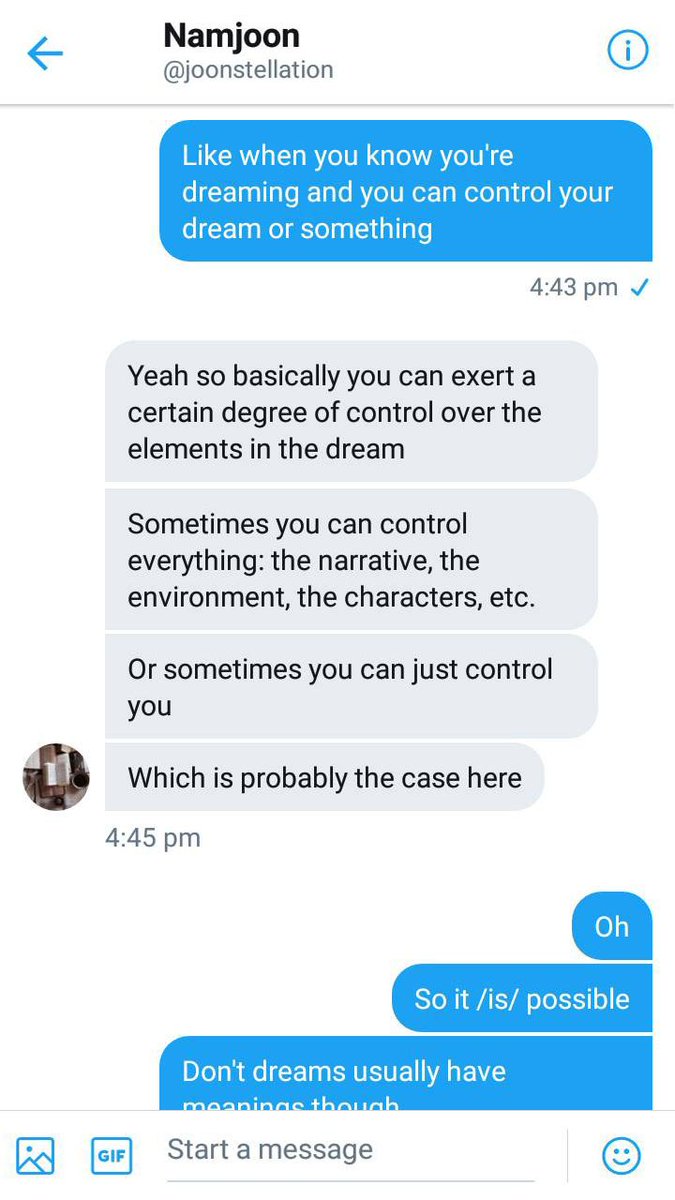 Namjoon
@joonstellation
Like when you know you're
dreaming and you can control your
dream or something
4:43 pm
Yeah so basically you can exert a
certain degree of control over the
elements in the dream
Sometimes you can control
everything: the narrative, the
environment, the characters, etc.
Or sometimes you can just control
you
Which is probably the case here
4:45 pm
Oh
So it /is/ possible
Don't dreams usually have
meanings though
GIF
Start a message